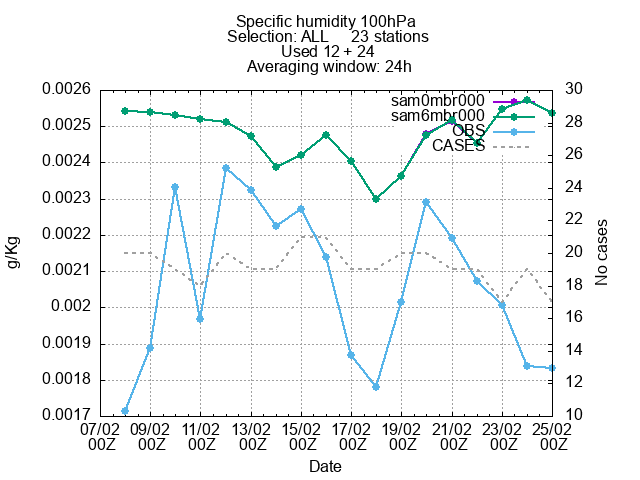 Specific humidity 100hPa
Selection: ALL 23 stations
Used 12 + 24
Averaging window: 24h
0.0026
0.0025
0.0024
0.0023
0.0022
0.0021
0.002
0.0019
0.0018
0.0017
g/Kg
sam0mbr000
sam6mbr000
OBS
CASES
30
28
26
24
22
20
18
16
14
12
10
No cases
07/02 09/02 11/02 13/02 15/02 17/02 19/02 21/02 23/02 25/02
00Z 00Z 00Z 00Z 00Z 00Z 00Z 00Z 00Z 00Z
Date